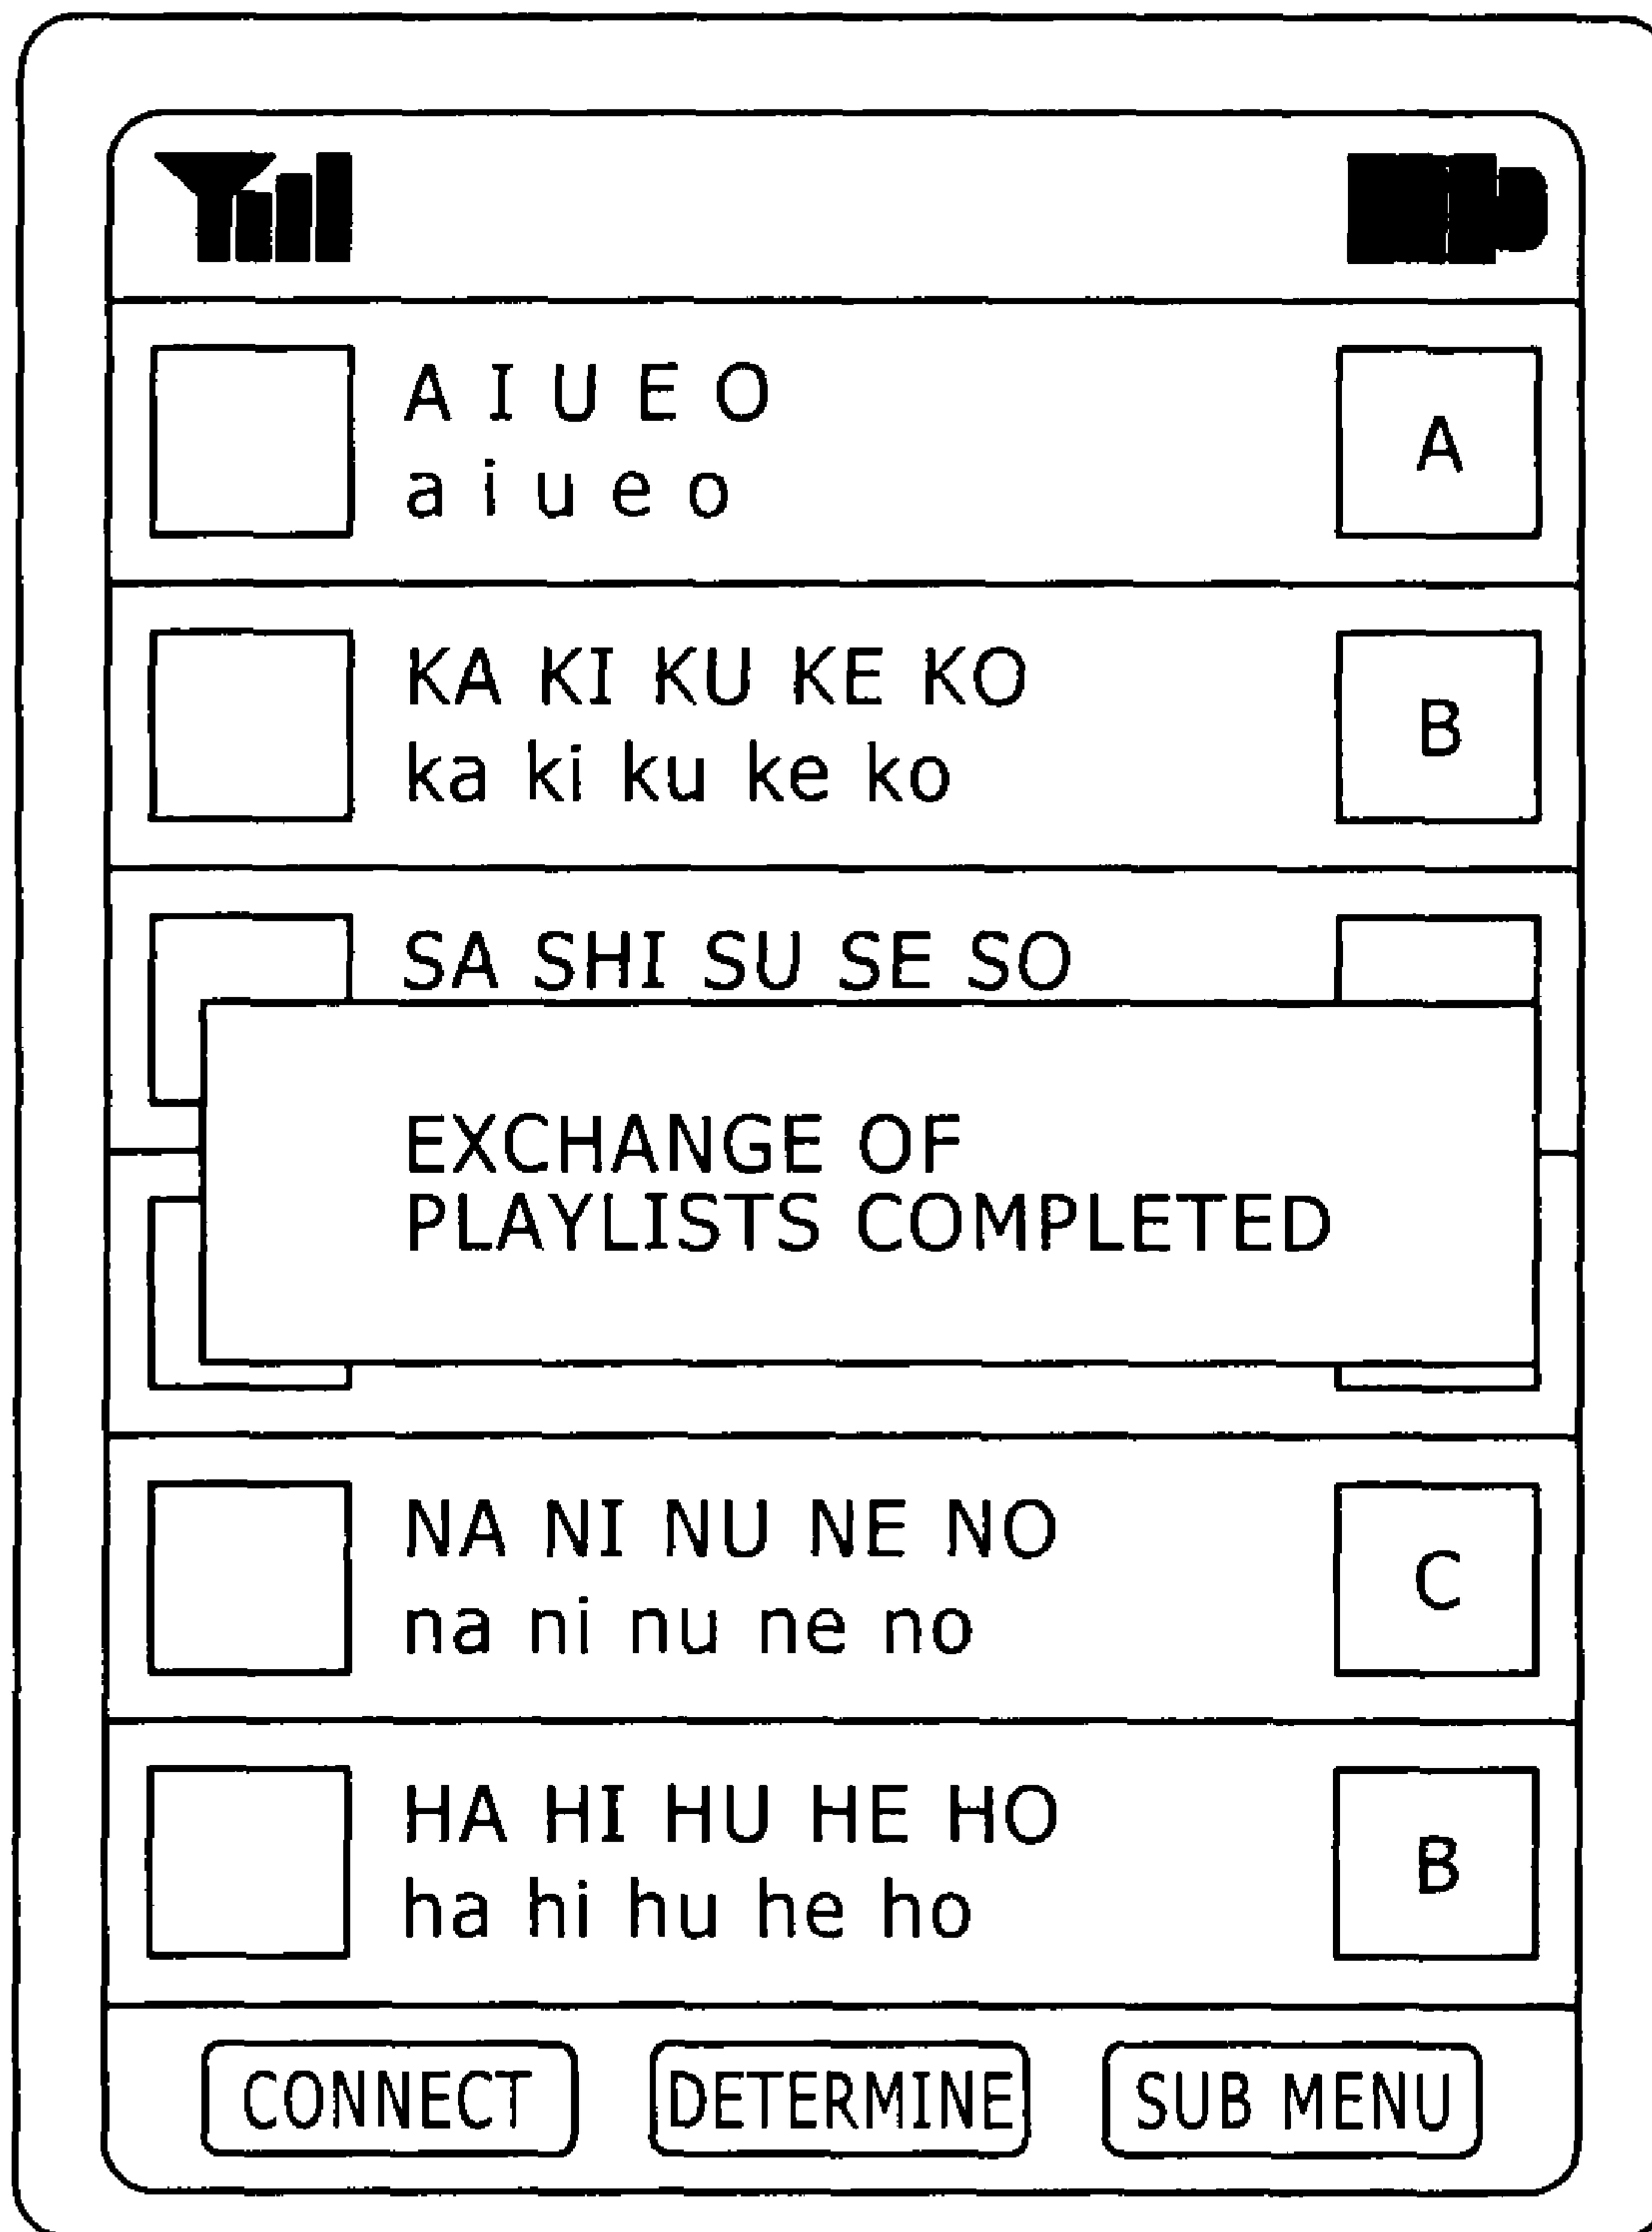 A I U E O
a i u e o
A
KA KI KU KE KO
ka ki ku ke ko
B
SA SHI SU SE SO
EXCHANGE OF
PLAYLISTS COMPLETED
NA NI NU NE NO
na ni nu ne no
C
HA HI HU HE HO
ha hi hu he ho
B
CONNECT DETERMINE SUB MENU